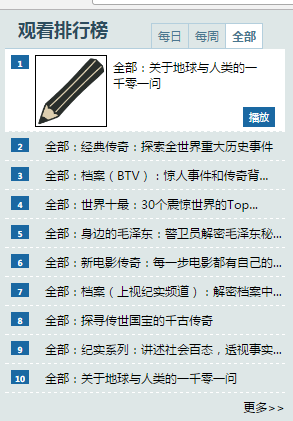 观看排行榜
每日 每周 全部
1
全部：关于地球与人类的一
千零一问
播放
2 全部：经典传奇：探索全世界重大历史事件
3 全部：档案（BTV）：惊人事件和传奇背...
4 全部：世界十最：30个震惊世界的Top...
5 全部：身边的毛泽东：警卫员解密毛泽东秘...
6 全部：新电影传奇：每一步电影都有自己的...
7 全部：档案（上视纪实频道）：解密档案中...
8 全部：探寻传世国宝的千古传奇
9 全部：纪实系列：讲述社会百态，透视事实...
10 全部：关于地球与人类的一千零一问
更多>>